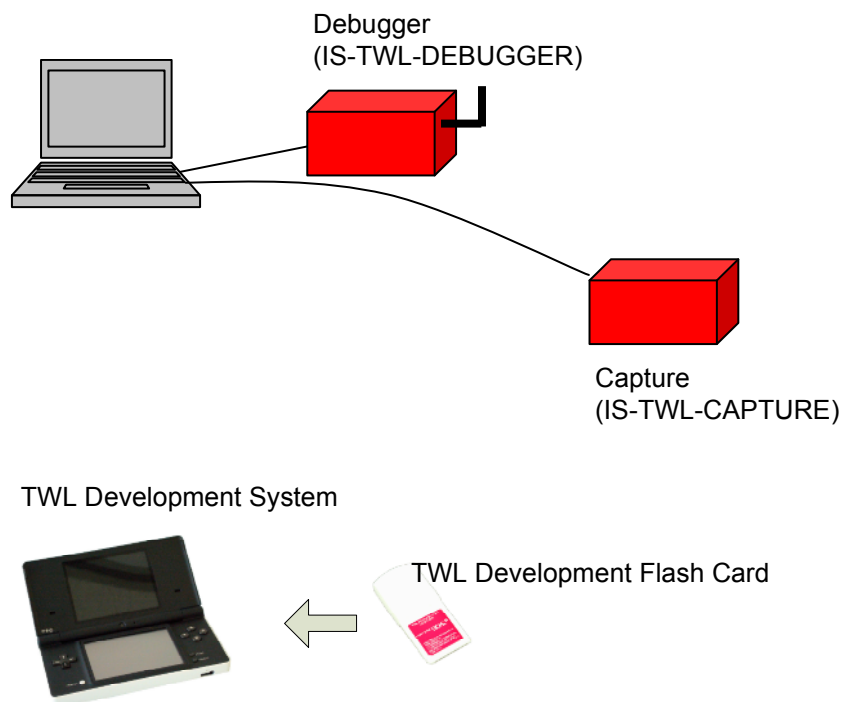 Debugger
(IS-TWL-DEBUGGER)
Capture
(IS-TWL-CAPTURE)
TWL Development System
TWL Development Flash Card